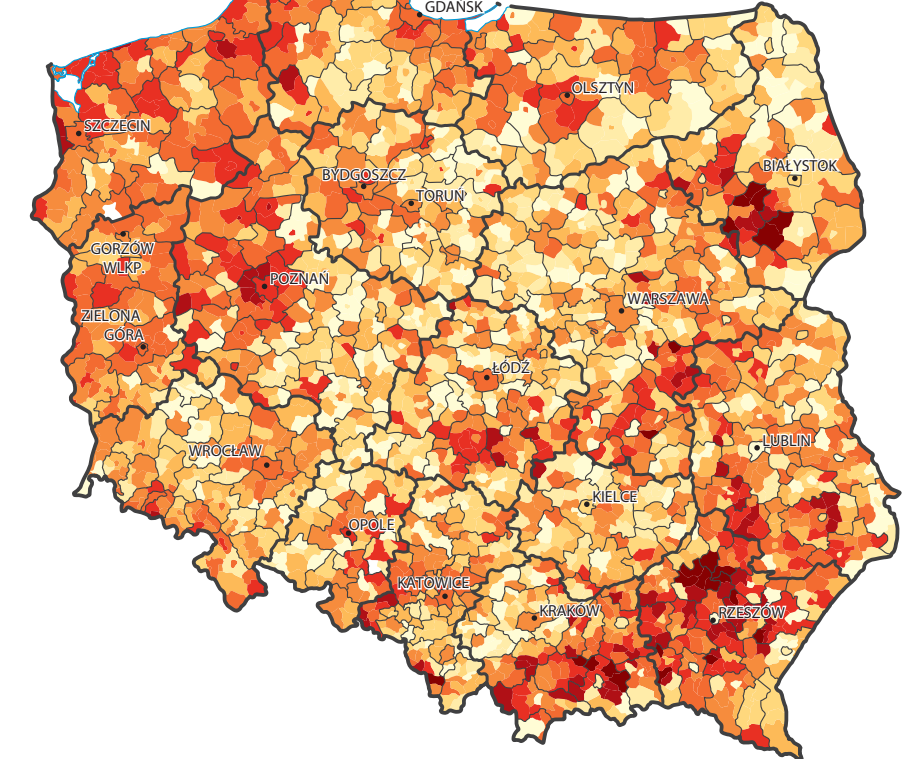 GDAŃSK
OLSZTYN
SZCZECIN
BIAŁYSTOK
BYDGOSZCZ
TORUŃ
GORZÓW
WLKP.
POZNAŃ
WARSZAWA
ZIELONA
GÓRA
ŁÓDŹ
LUBLIN
WROCŁAW
KIELCE
OPOLE
KATOWICE
KRAKÓW
RZESZÓW